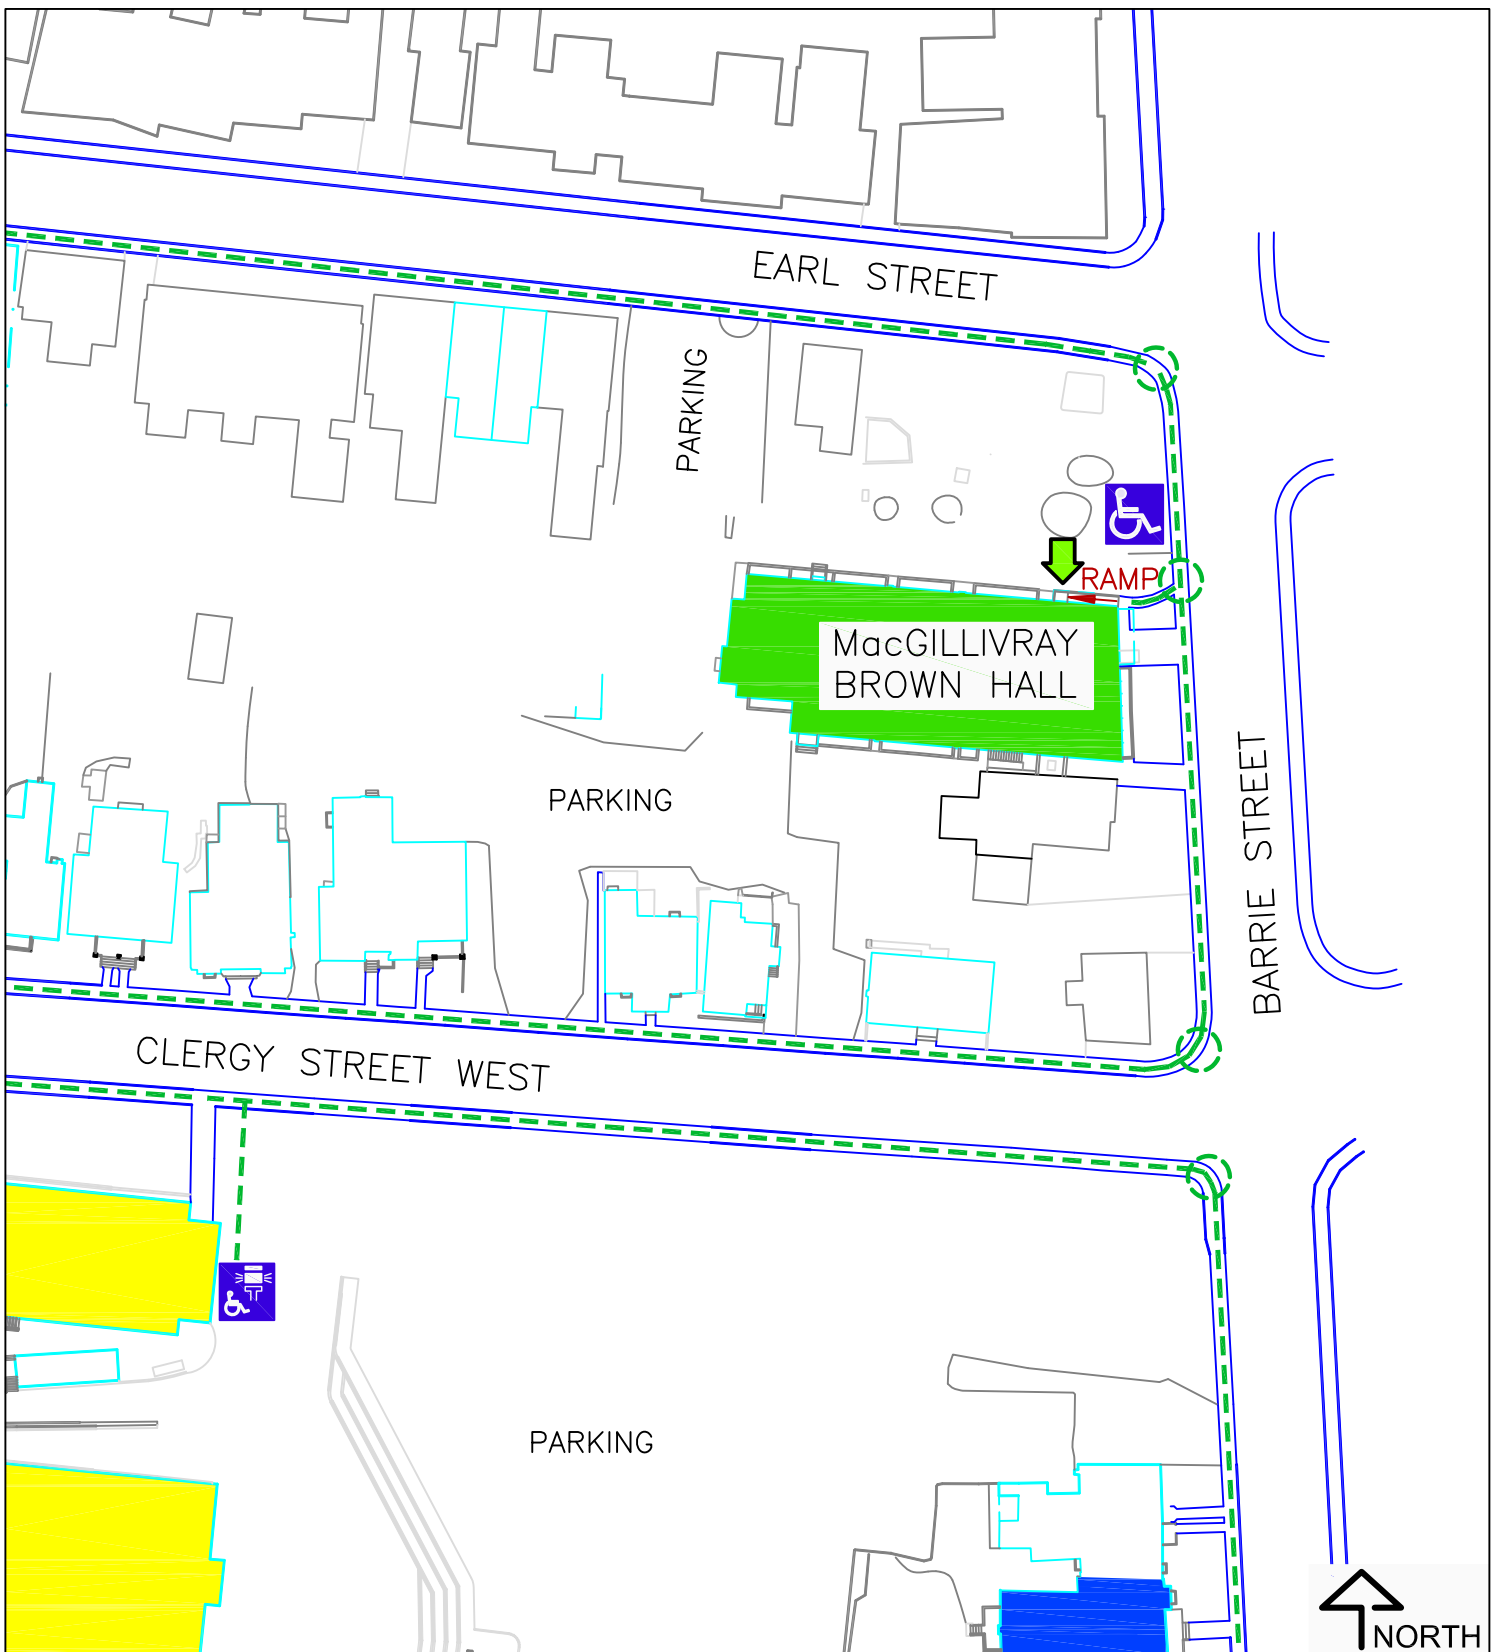 EARL STREET
PARKING
RAMP
MacGILLIVRAY
BROWN HALL
PARKING
BARRIE STREET
CLERGY STREET WEST
PARKING
NORTH